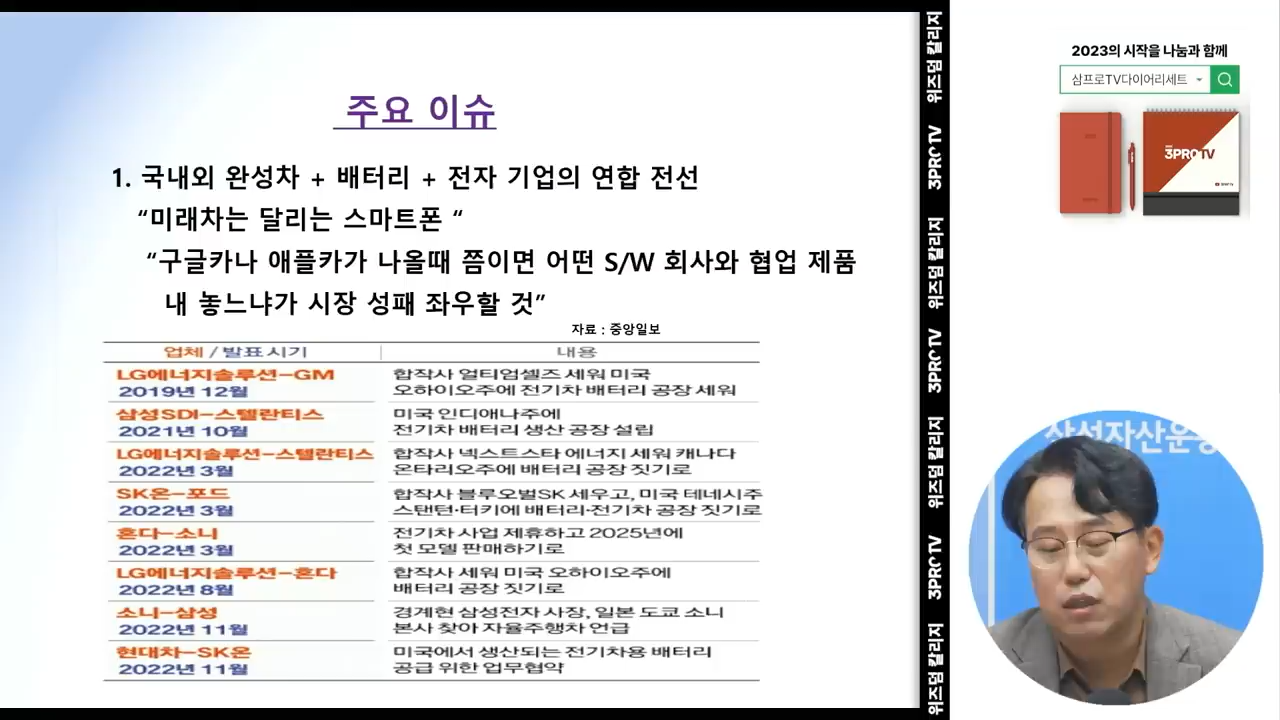 주요 이슈
1. 국내외 완성차 + 배터리 + 전자 기업의 연합 전선
“미래차는 달리는 스마트폰 “
“구글카나 애플카가 나올때 쯤이면 어떤 S/W 회사와 협업 제품
내 놓느냐가 시장 성패 좌우할 것”
자료 : 중앙일보
업체 / 발표시기 내용
LG에너지솔루션-GM 합작사 얼티엄셀즈 세워 미국
2019년 12월 오하이오주에 전기차 배터리 공장 세워
삼성SDI-스텔란티스 미국 인디애나주에
2021년 10월 전기차 배터리 생산 공장 설립
LG에너지솔루션-스텔란티스 합작사 넥스트스타 에너지 세워 캐나다
2022년 3월 온타리오주에 배터리 공장 짓기로
SK온-포드 합작사 블루오벌SK 세우고, 미국 테네시주
2022년 3월 스탠턴·터키에 배터리·전기차 공장 짓기로
혼다-소니 전기차 사업 제휴하고 2025년에
2022년 3월 첫 모델 판매하기로
LG에너지솔루션-혼다 합작사 세워 미국 오하이오주에
2022년 8월 배터리 공장 짓기로
소니-삼성 경계현 삼성전자 사장, 일본 도쿄 소니
2022년 11월 본사 찾아 자율주행차 언급
현대차-SK온 미국에서 생산되는 전기차용 배터리
2022년 11월 공급 위한 업무협약
위즈덤 칼리지
3PROTV
위즈덤 칼리지
3PROTV
위즈덤 칼리지
3PROTV
위즈덤 칼리지
2023의 시작을 나눔과 함께
삼프로TV다이어리세트
3PROTV
삼성자산운용